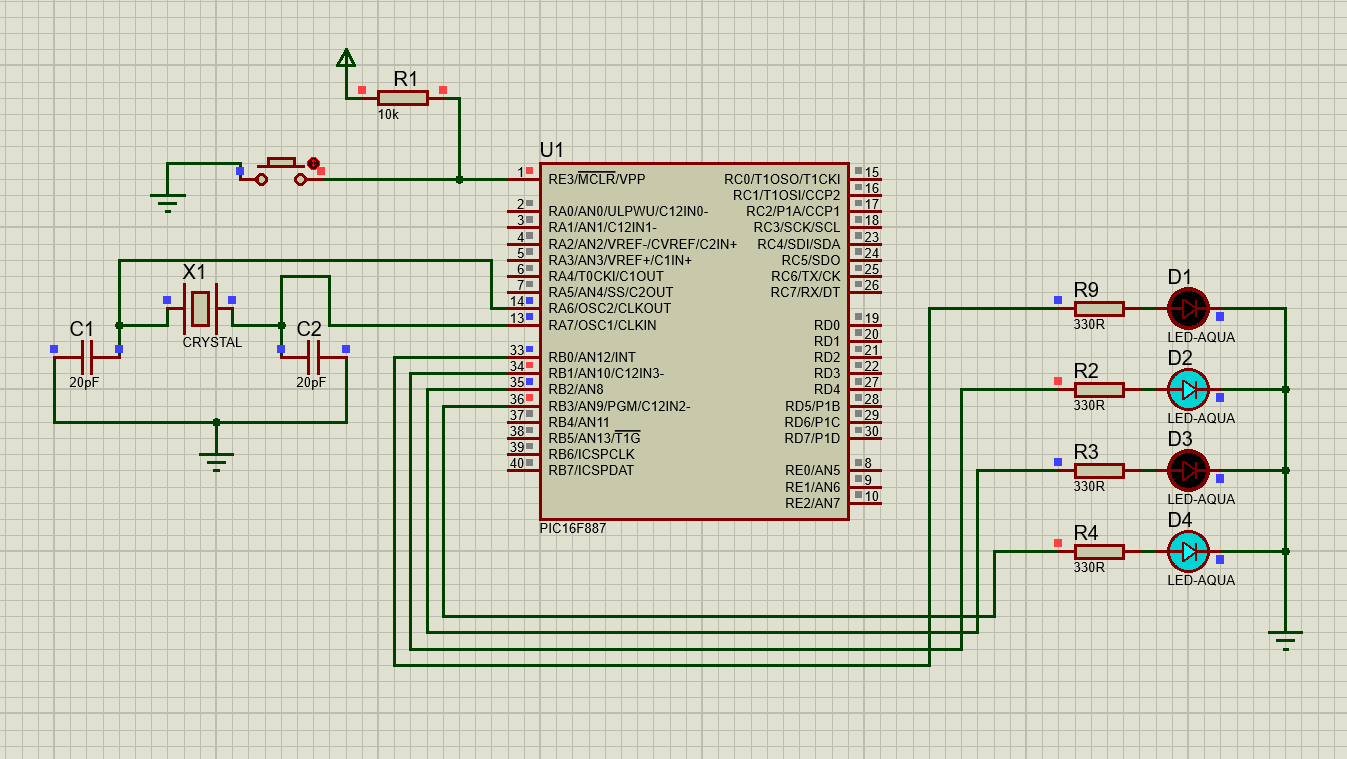 R1
10k
U1
1
RE3/MCLR/VPP
2
RA0/AN0/ULPWU/C12IN0-
3
RA1/AN1/C12IN1-
4
RA2/AN2/VREF-/CVREF/C2IN+
5
RA3/AN3/VREF+/C1IN+
6
RA4/T0CKI/C1OUT
7
RA5/AN4/SS/C2OUT
14
RA6/OSC2/CLKOUT
13
RA7/OSC1/CLKIN
33
RB0/AN12/INT
34
RB1/AN10/C12IN3-
35
RB2/AN8
36
RB3/AN9/PGM/C12IN2-
37
RB4/AN11
38
RB5/AN13/T1G
39
RB6/ICSPCLK
40
RB7/ICSPDAT
RC0/T1OSO/T1CKI
15
RC1/T1OSI/CCP2
16
RC2/P1A/CCP1
17
RC3/SCK/SCL
18
RC4/SDI/SDA
23
RC5/SDO
24
RC6/TX/CK
25
RC7/RX/DT
26
RD0
19
RD1
20
RD2
21
RD3
22
RD4
27
RD5/P1B
28
RD6/P1C
29
RD7/P1D
30
RE0/AN5
8
RE1/AN6
9
RE2/AN7
10
PIC16F887
X1
CRYSTAL
C1
20pF
C2
20pF
R9
330R
D1
LED-AQUA
R2
330R
D2
LED-AQUA
R3
330R
D3
LED-AQUA
R4
330R
D4
LED-AQUA